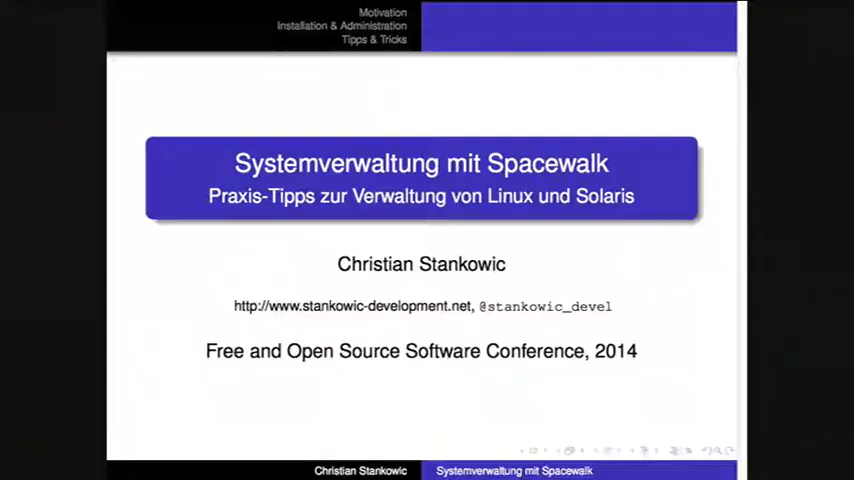 Motivation
Installation & Administration
Tipps & Tricks
Systemverwaltung mit Spacewalk
Praxis-Tipps zur Verwaltung von Linux und Solaris
Christian Stankowic
http://www.stankowic-development.net, @stankowic_devel
Free and Open Source Software Conference, 2014
Christian Stankowic
Systemverwaltung mit Spacewalk